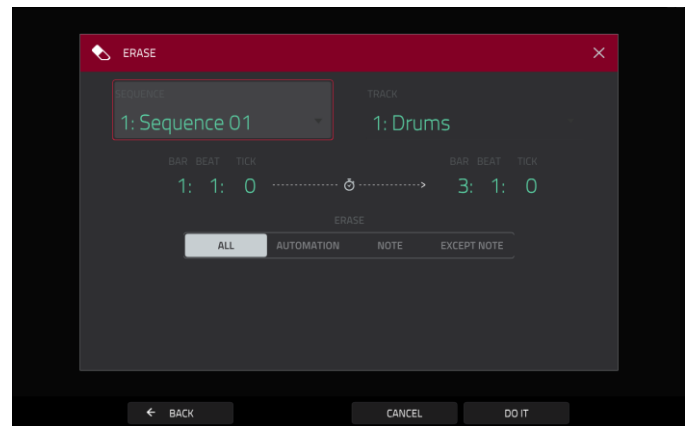 ERASE
SEQUENCE TRACK
1: Sequence 01 1: Drums
BAR BEAT TICK BAR BEAT TICK
1: 1: 0 3: 1: 0
ERASE
ALL AUTOMATION NOTE EXCEPT NOTE
BACK CANCEL DO IT